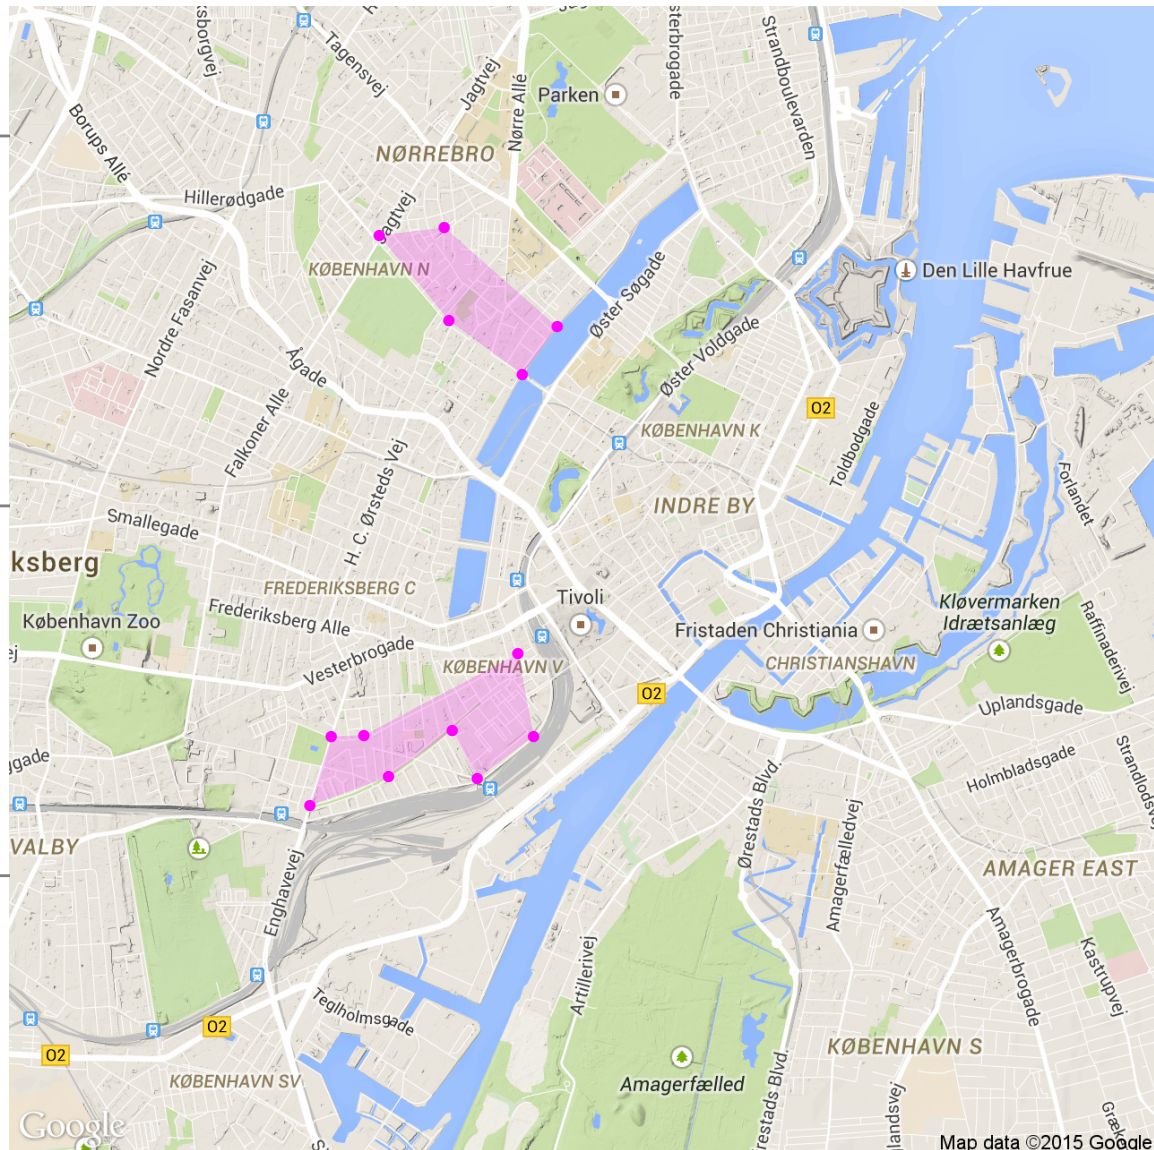 Tagensvej
Jagtvej
Nørre Allé
Strandboulevarden
Parken
Borups Allé
NØRREBRO
Hillerødgade
Jagtvej
KØBENHAVN N
Nordre Fasanvej
Øster Søgade
Den Lille Havfrue
Øster Voldgade
Ågade
Falkoner Alle
O2
KØBENHAVN K
Toldbodgade
H. C. Ørsteds Vej
Forlandet
INDRE BY
Smallegade
ksberg
FREDERIKSBERG C
Tivoli
Kløvermarken
Idrætsanlæg
København Zoo
Frederiksberg Alle
Fristaden Christiania
Raffinaderivej
Vesterbrogade
KØBENHAVN V
CHRISTIANSHAVN
O2
Uplandsgade
Holmbladsgade
Strandlodsvej
Ørestads Blvd.
VALBY
Enghavevej
Amagerfælledvej
AMAGER EAST
Artillerivej
Amagerbrogade
Kastrupvej
Teglholmsgade
O2
O2
KØBENHAVN S
KØBENHAVN SV
Amagerfælled
restads Blvd.
landsvej
Græk
Google
Map data ©2015 Google